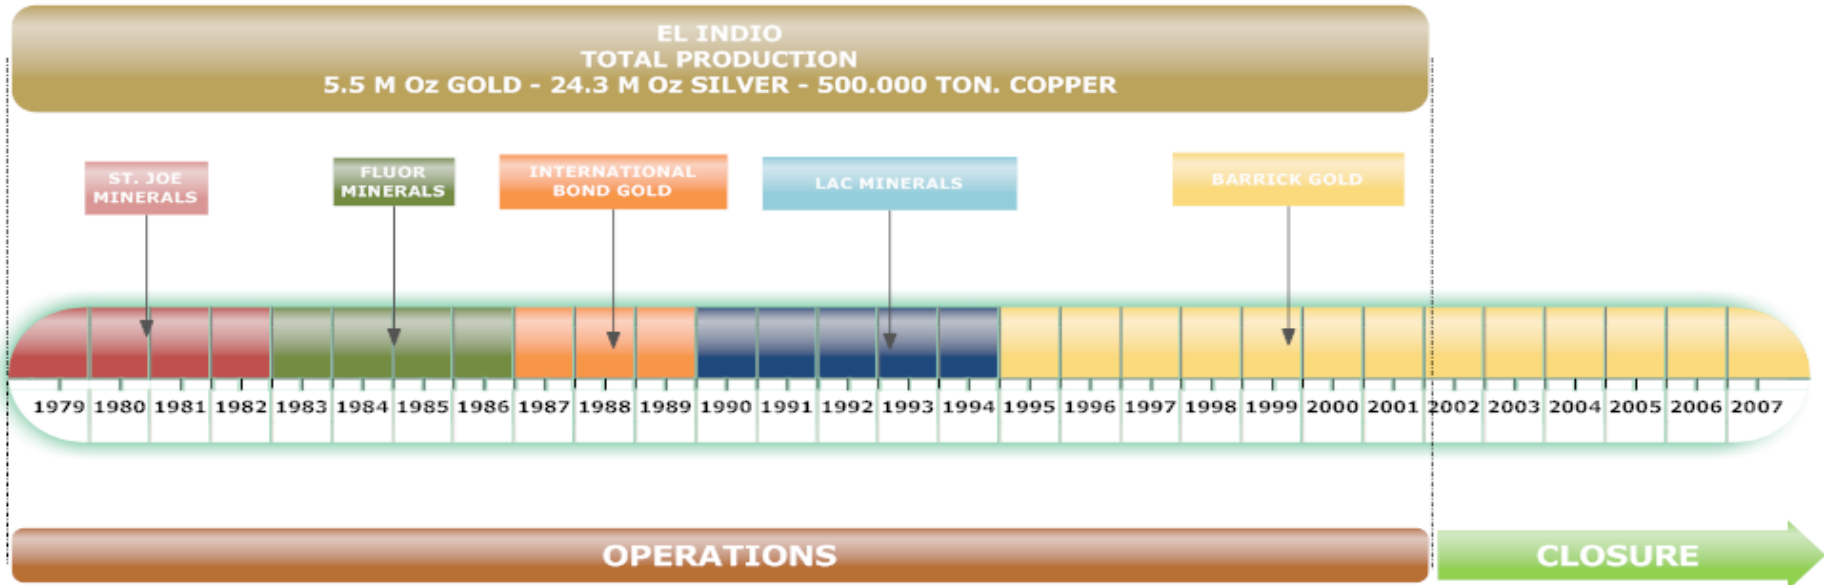 EL INDIO
TOTAL PRODUCTION
5.5 M Oz GOLD - 24.3 M Oz SILVER - 500.000 TON. COPPER
ST. JOE
MINERALS
FLUOR
MINERALS
INTERNATIONAL
BOND GOLD
LAC MINERALS
BARRICK GOLD
1979 1980 1981 1982 1983 1984 1985 1986 1987 1988 1989 1990 1991 1992 1993 1994 1995 1996 1997 1998 1999 2000 2001 2002 2003 2004 2005 2006 2007
OPERATIONS
CLOSURE